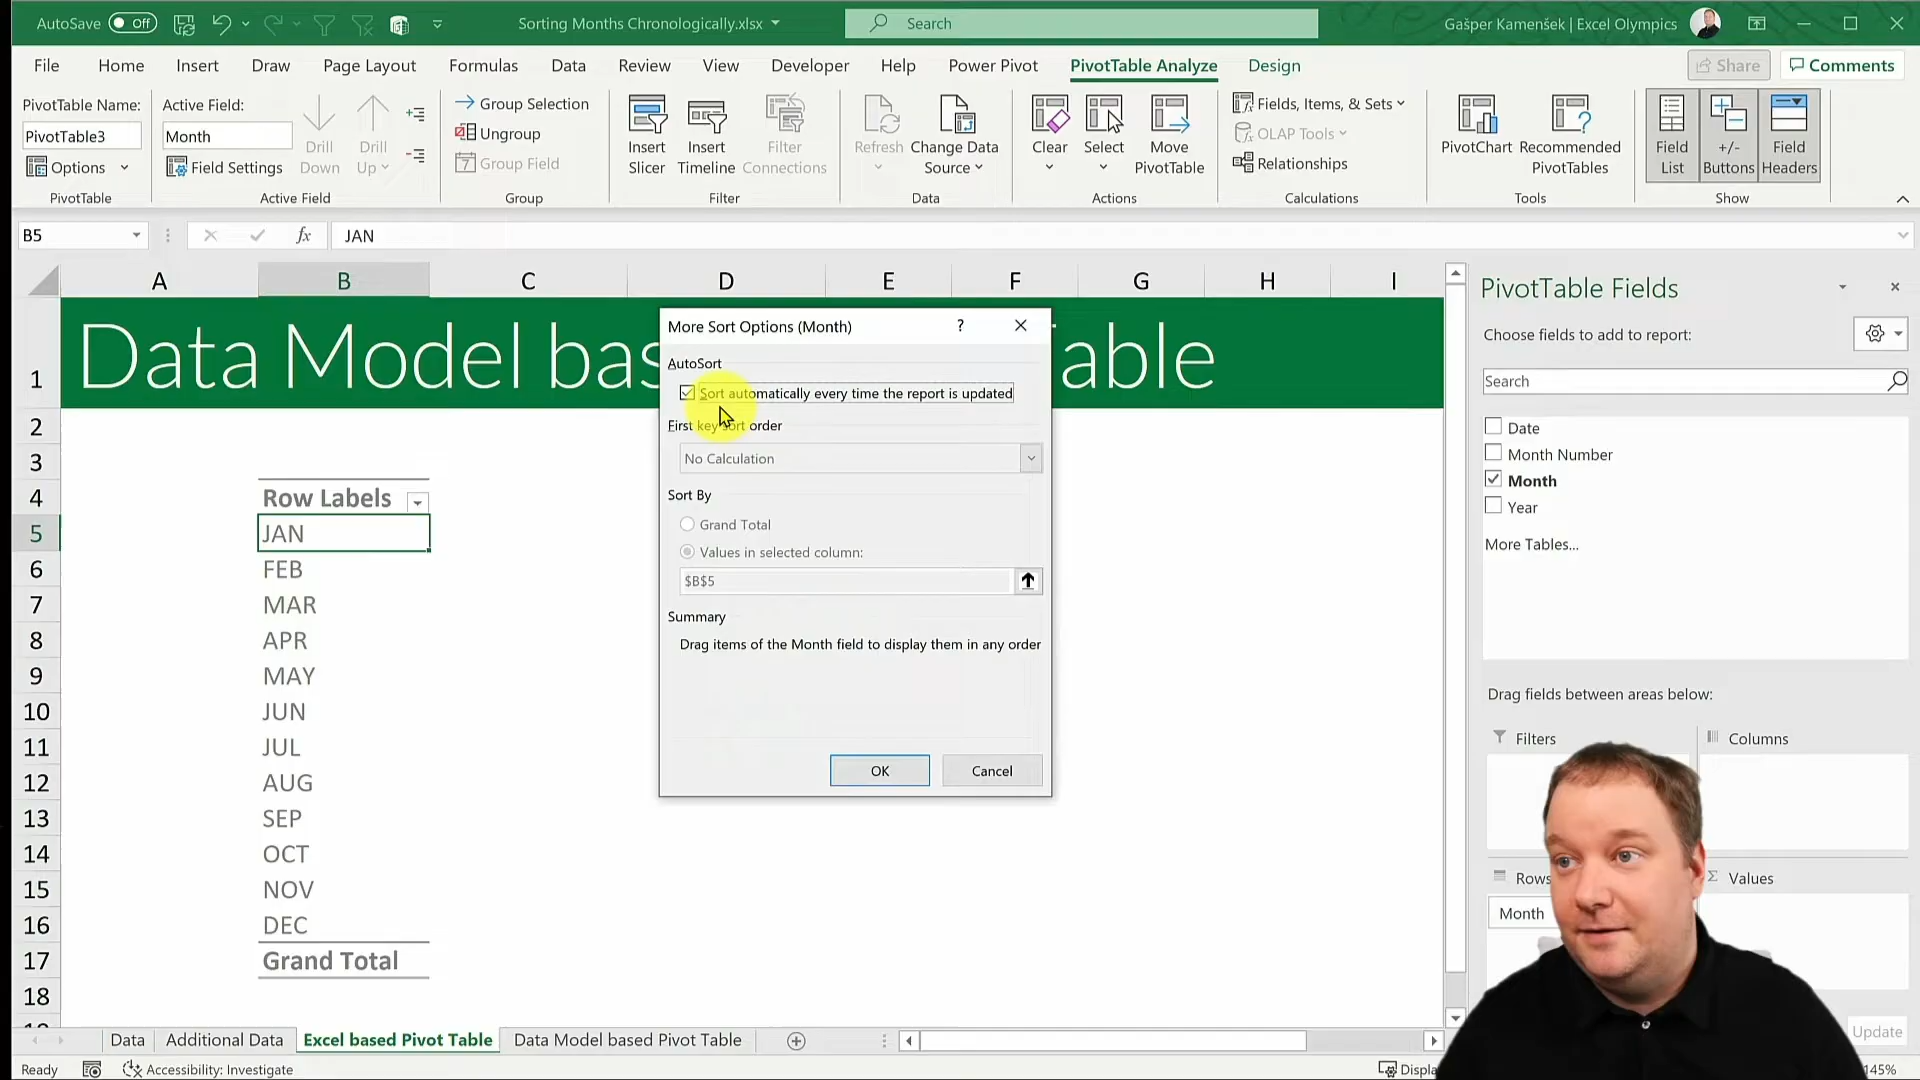 AutoSave Off Sorting Months Chronologically.xlsx Search Gašper Kamenšek | Excel Olympics
File Home Insert Draw Page Layout Formulas Data Review View Developer Help Power Pivot PivotTable Analyze Design Share Comments
PivotTable Name:
PivotTable3
Options
PivotTable
Active Field:
Month
Field Settings
Drill Down
Drill Up
Active Field
Group Selection
Ungroup
Group Field
Group
Insert Slicer
Insert Timeline
Filter Connections
Filter
Refresh
Change Data Source
Data
Clear
Select
Move PivotTable
Actions
Fields, Items, & Sets
OLAP Tools
Relationships
Calculations
PivotChart
Recommended PivotTables
Tools
Field List
+/- Buttons
Field Headers
Show
B5 fx JAN
A B C D E F G H I
1 Data Model bas able
2
3
4 Row Labels
5 JAN
6 FEB
7 MAR
8 APR
9 MAY
10 JUN
11 JUL
12 AUG
13 SEP
14 OCT
15 NOV
16 DEC
17 Grand Total
18
More Sort Options (Month) ?
AutoSort
Sort automatically every time the report is updated
First key sort order
No Calculation
Sort By
Grand Total
Values in selected column:
$B$5
Summary
Drag items of the Month field to display them in any order
OK Cancel
PivotTable Fields
Choose fields to add to report:
Search
Date
Month Number
Month
Year
More Tables...
Drag fields between areas below:
Filters Columns
Rows Σ Values
Month
Update
Data Additional Data Excel based Pivot Table Data Model based Pivot Table
Ready Accessibility: Investigate 145%